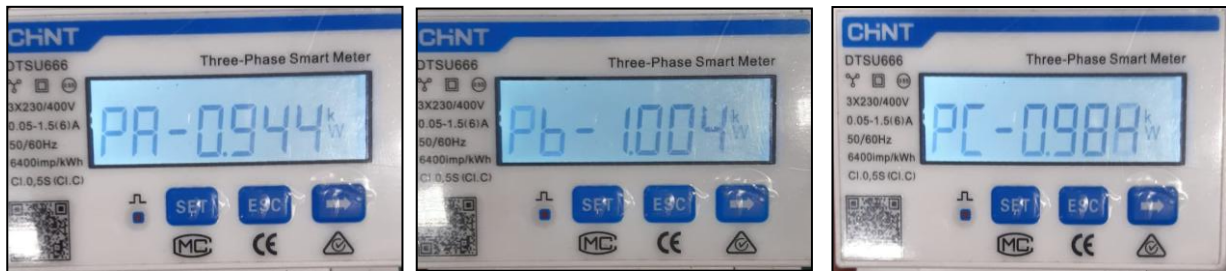 CHNT
Three-Phase Smart Meter
DTSU666
3X230/400V
0.05-1.5(6)A
50/60Hz
6400imp/kWh
Cl.0,5S (Cl.C)
PA-0.944 kW
SET
ESC
MC
CE
CHNT
Three-Phase Smart Meter
DTSU666
3X230/400V
0.05-1.5(6)A
50/60Hz
6400imp/kWh
Cl.0,5S (Cl.C)
Pb-1.004 kW
SET
ESC
MC
CE
CHNT
Three-Phase Smart Meter
DTSU666
3X230/400V
0.05-1.5(6)A
50/60Hz
6400imp/kWh
Cl.0,5S (Cl.C)
SET
ESC
MC
CE